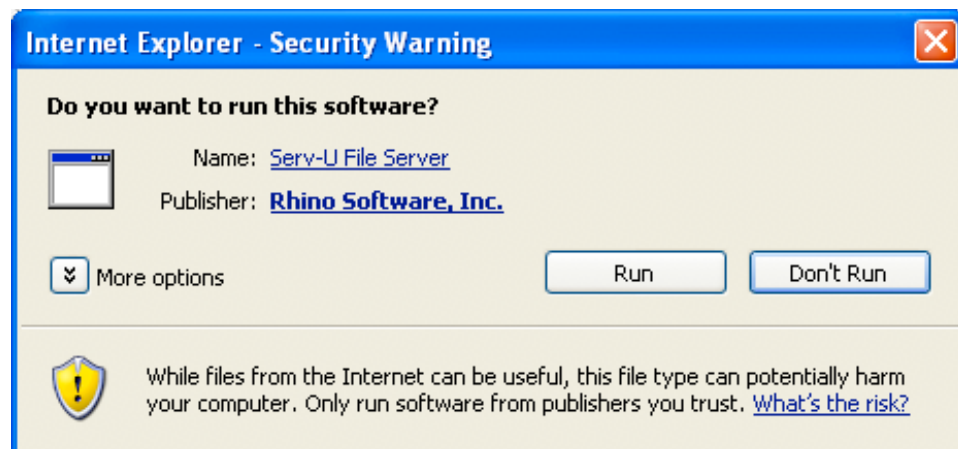 Internet Explorer - Security Warning
Do you want to run this software?
Name: Serv-U File Server
Publisher: Rhino Software, Inc.
More options
Run
Don't Run
While files from the Internet can be useful, this file type can potentially harm
your computer. Only run software from publishers you trust. What's the risk?